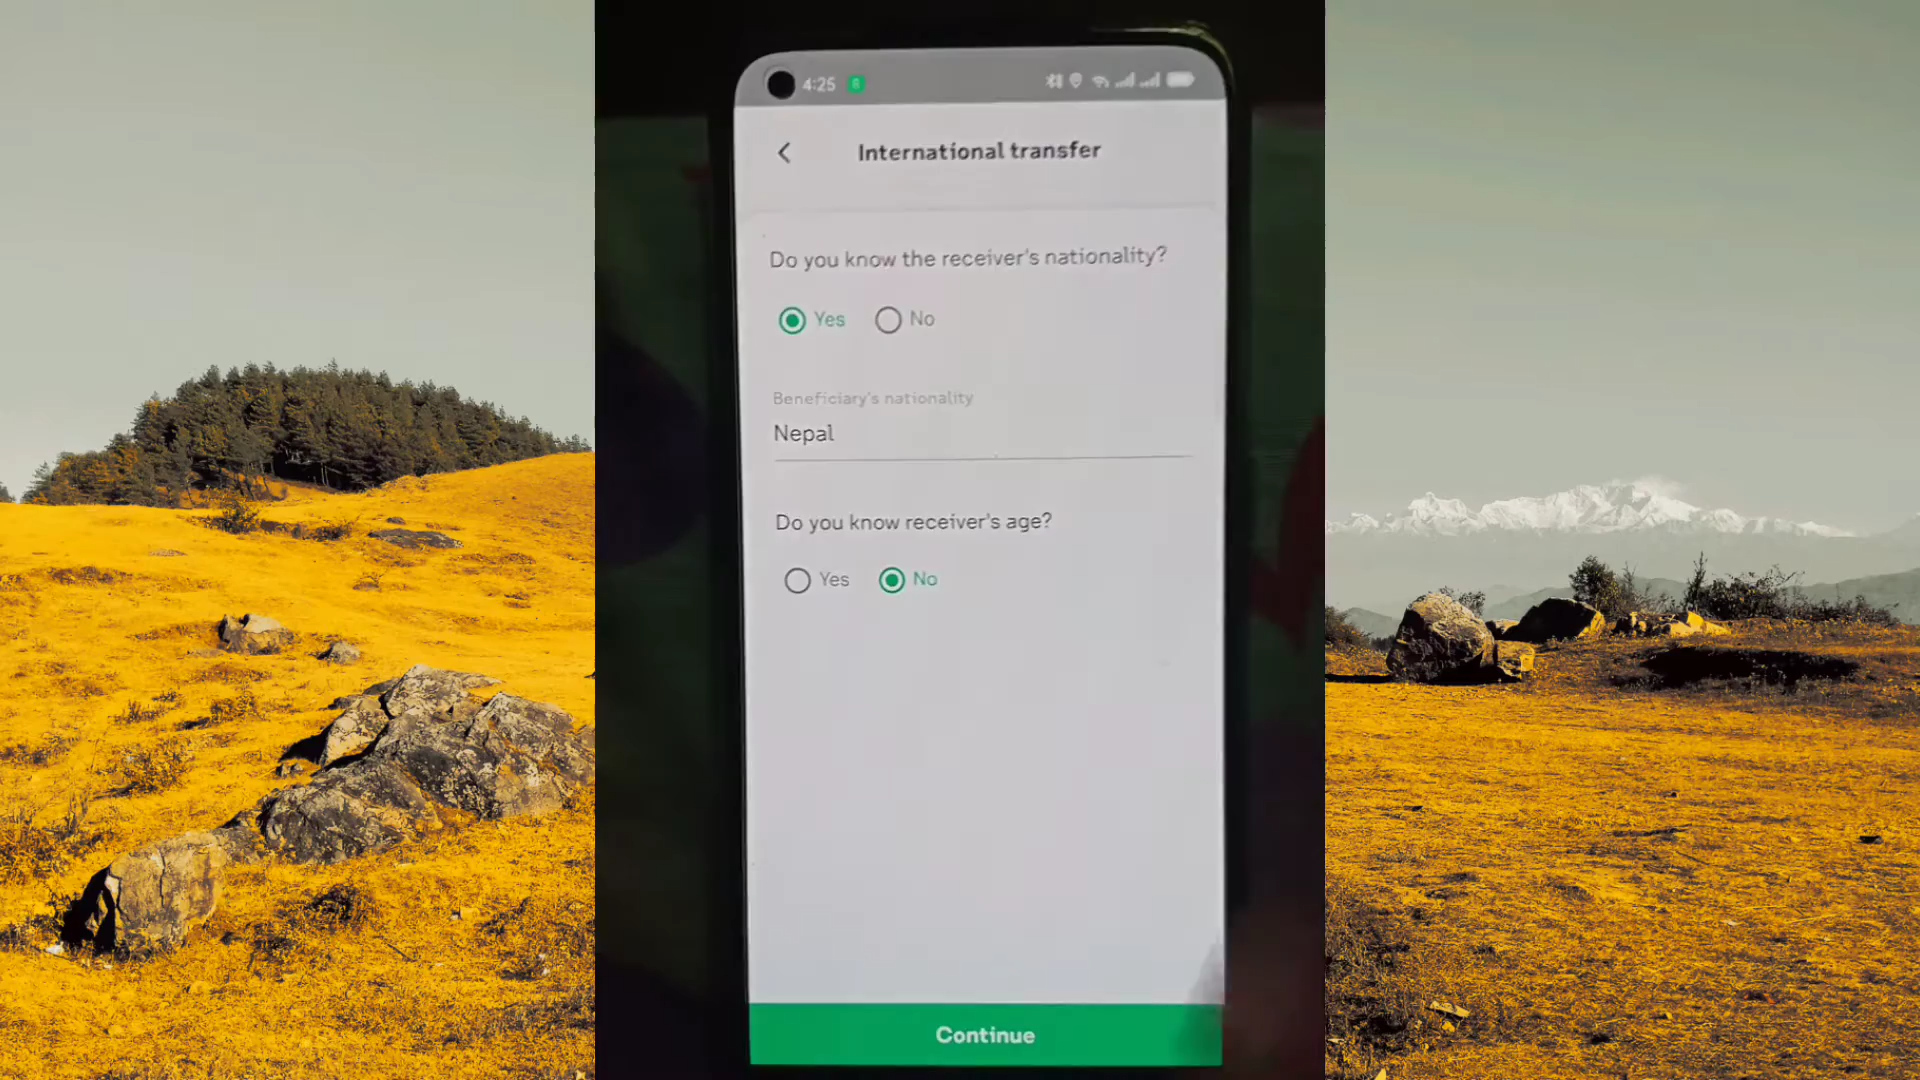 4:25
International transfer
Do you know the receiver's nationality?
Yes No
Beneficiary's nationality
Nepal
Do you know receiver's age?
Yes No
Continue